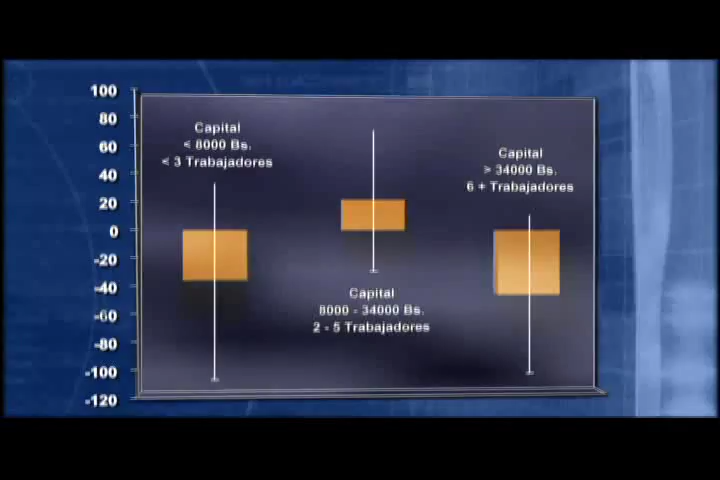 100
80
60
40
20
0
-20
-40
-60
-80
-100
-120
Capital
< 8000 Bs.
< 3 Trabajadores
Capital
8000 - 34000 Bs.
2 - 5 Trabajadores
Capital
> 34000 Bs.
6 + Trabajadores